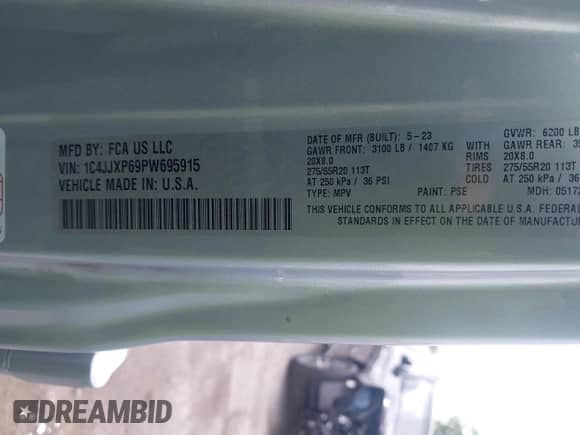 MFD BY: FCA US LLC
VIN: 1C4JJXP69PW695915
VEHICLE MADE IN: U.S.A.
DATE OF MFR (BUILT): 5-23
GAWR FRONT: 3100 LB / 1407 KG
20X8.0
275/55R20 113T
AT 250 kPa / 36 PSI
TYPE: MPV
PAINT: PSE
MDH: 0517
GVWR: 6200 LB
GAWR REAR:
WITH
RIMS 20X8.0
TIRES 275/55R20 113T
COLD AT 250 kPa / 36
THIS VEHICLE CONFORMS TO ALL APPLICABLE U.S.A. FEDERAL
STANDARDS IN EFFECT ON THE DATE OF MANUFACTUR
DREAMBID